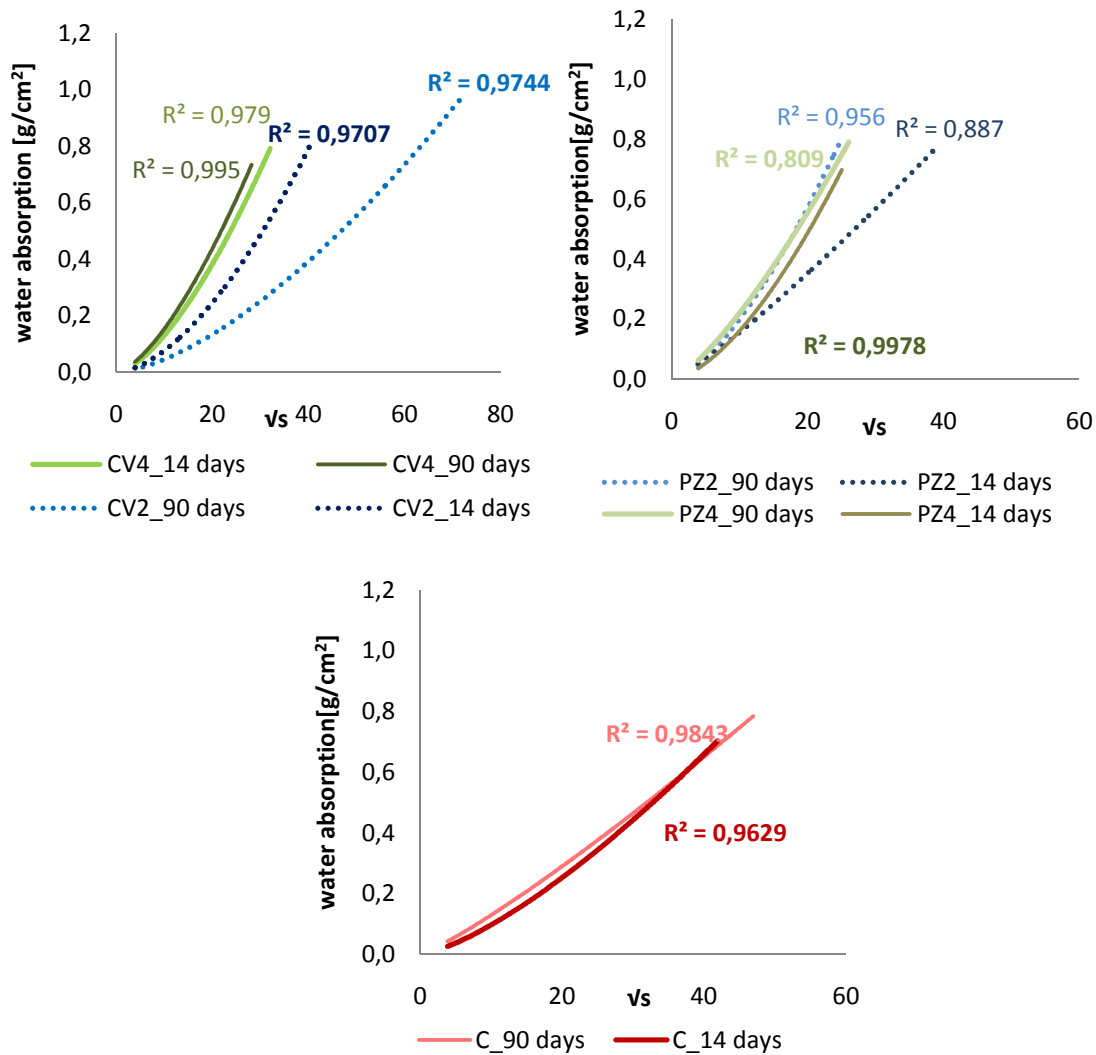 water absorption [g/cm²]
1,2
1,0
0,8
0,6
0,4
0,2
0,0
R² = 0,979
R² = 0,995
R² = 0,9707
R² = 0,9744
0 20 40 60 80
√s
CV4_14 days CV4_90 days
CV2_90 days CV2_14 days
water absorption[g/cm²]
1,2
1,0
0,8
0,6
0,4
0,2
0,0
R² = 0,956
R² = 0,887
R² = 0,809
R² = 0,9978
0 20 40 60
√s
PZ2_90 days PZ2_14 days
PZ4_90 days PZ4_14 days
water absorption[g/cm²]
1,2
1,0
0,8
0,6
0,4
0,2
0,0
R² = 0,9843
R² = 0,9629
0 20 40 60
√s
C_90 days C_14 days